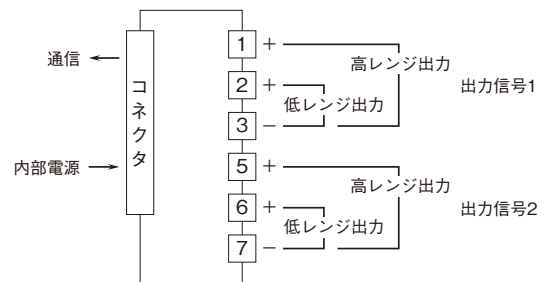 通信
内部電源
コネクタ
1 +
高レンジ出力
2 +
低レンジ出力
3 −
出力信号1
5 +
高レンジ出力
6 +
低レンジ出力
7 −
出力信号2